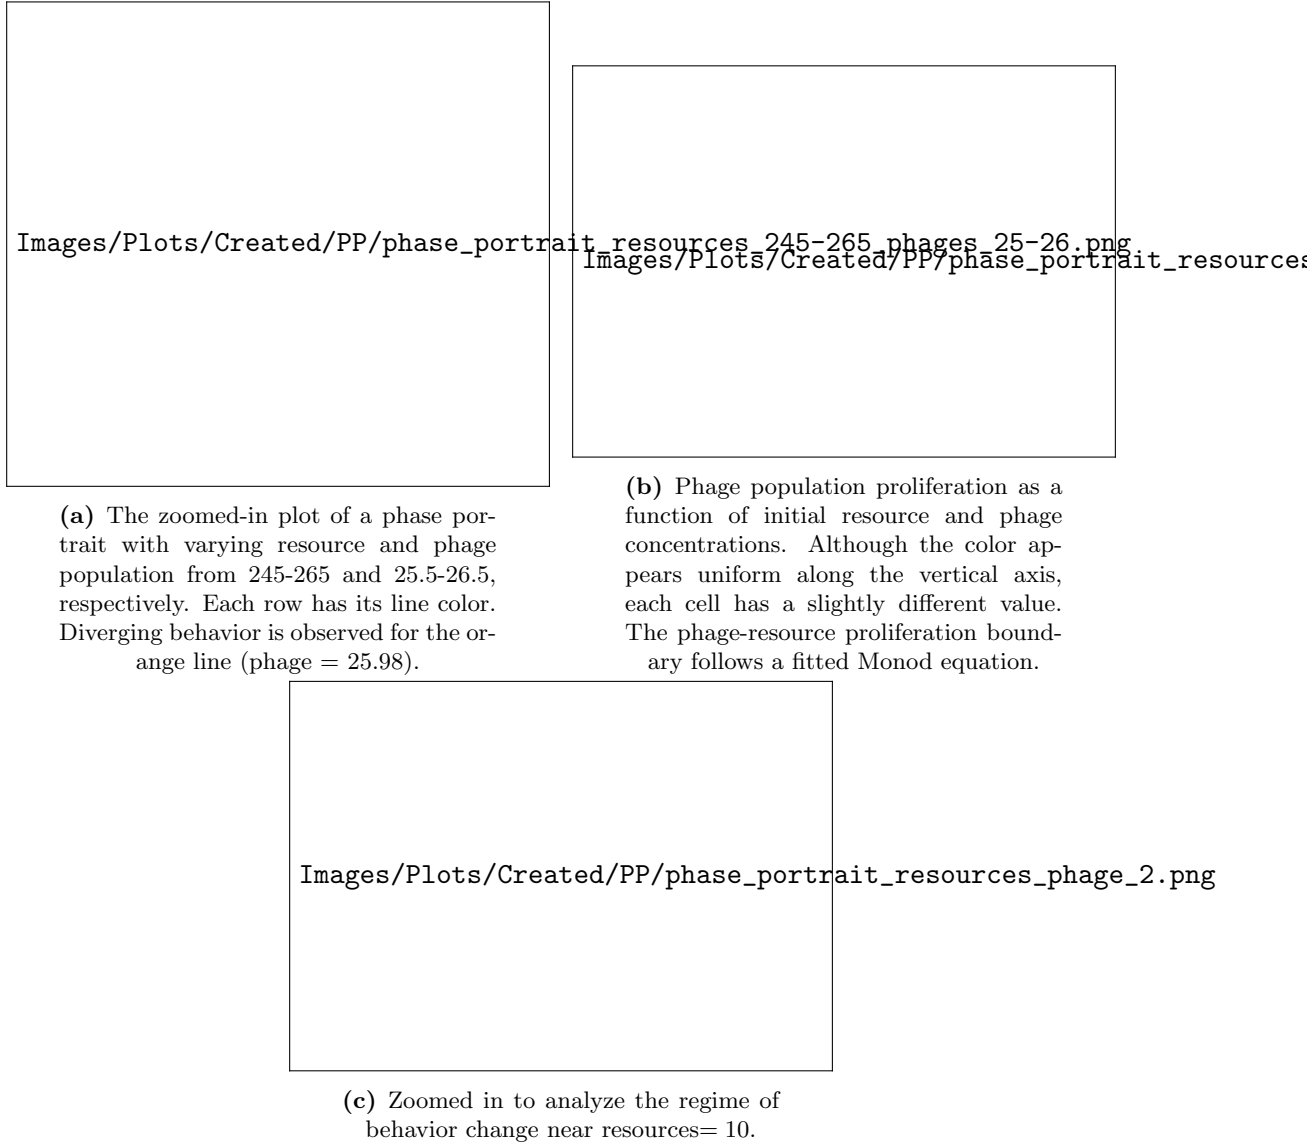 Images/Plots/Created/PP/phase_portrait_resources_245-265_phages_25-26.png
Images/Plots/Created/PP/phase_portrait_resources
(a) The zoomed-in plot of a phase por-
trait with varying resource and phage
population from 245-265 and 25.5-26.5,
respectively. Each row has its line color.
Diverging behavior is observed for the or-
ange line (phage = 25.98).
(b) Phage population proliferation as a
function of initial resource and phage
concentrations. Although the color ap-
pears uniform along the vertical axis,
each cell has a slightly different value.
The phage-resource proliferation bound-
ary follows a fitted Monod equation.
Images/Plots/Created/PP/phase_portrait_resources_phage_2.png
(c) Zoomed in to analyze the regime of
behavior change near resources= 10.